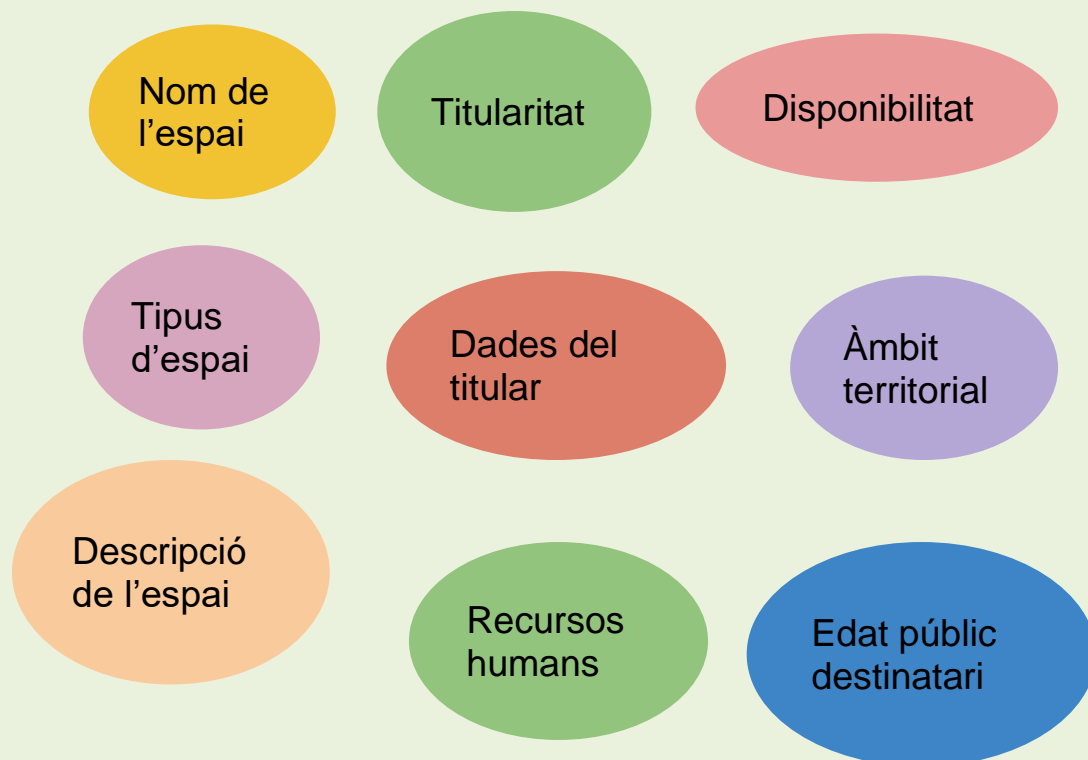 Nom de
l’espai
Titularitat
Disponibilitat
Tipus
d’espai
Dades del
titular
Àmbit
territorial
Descripció
de l’espai
Recursos
humans
Edat públic
destinatari